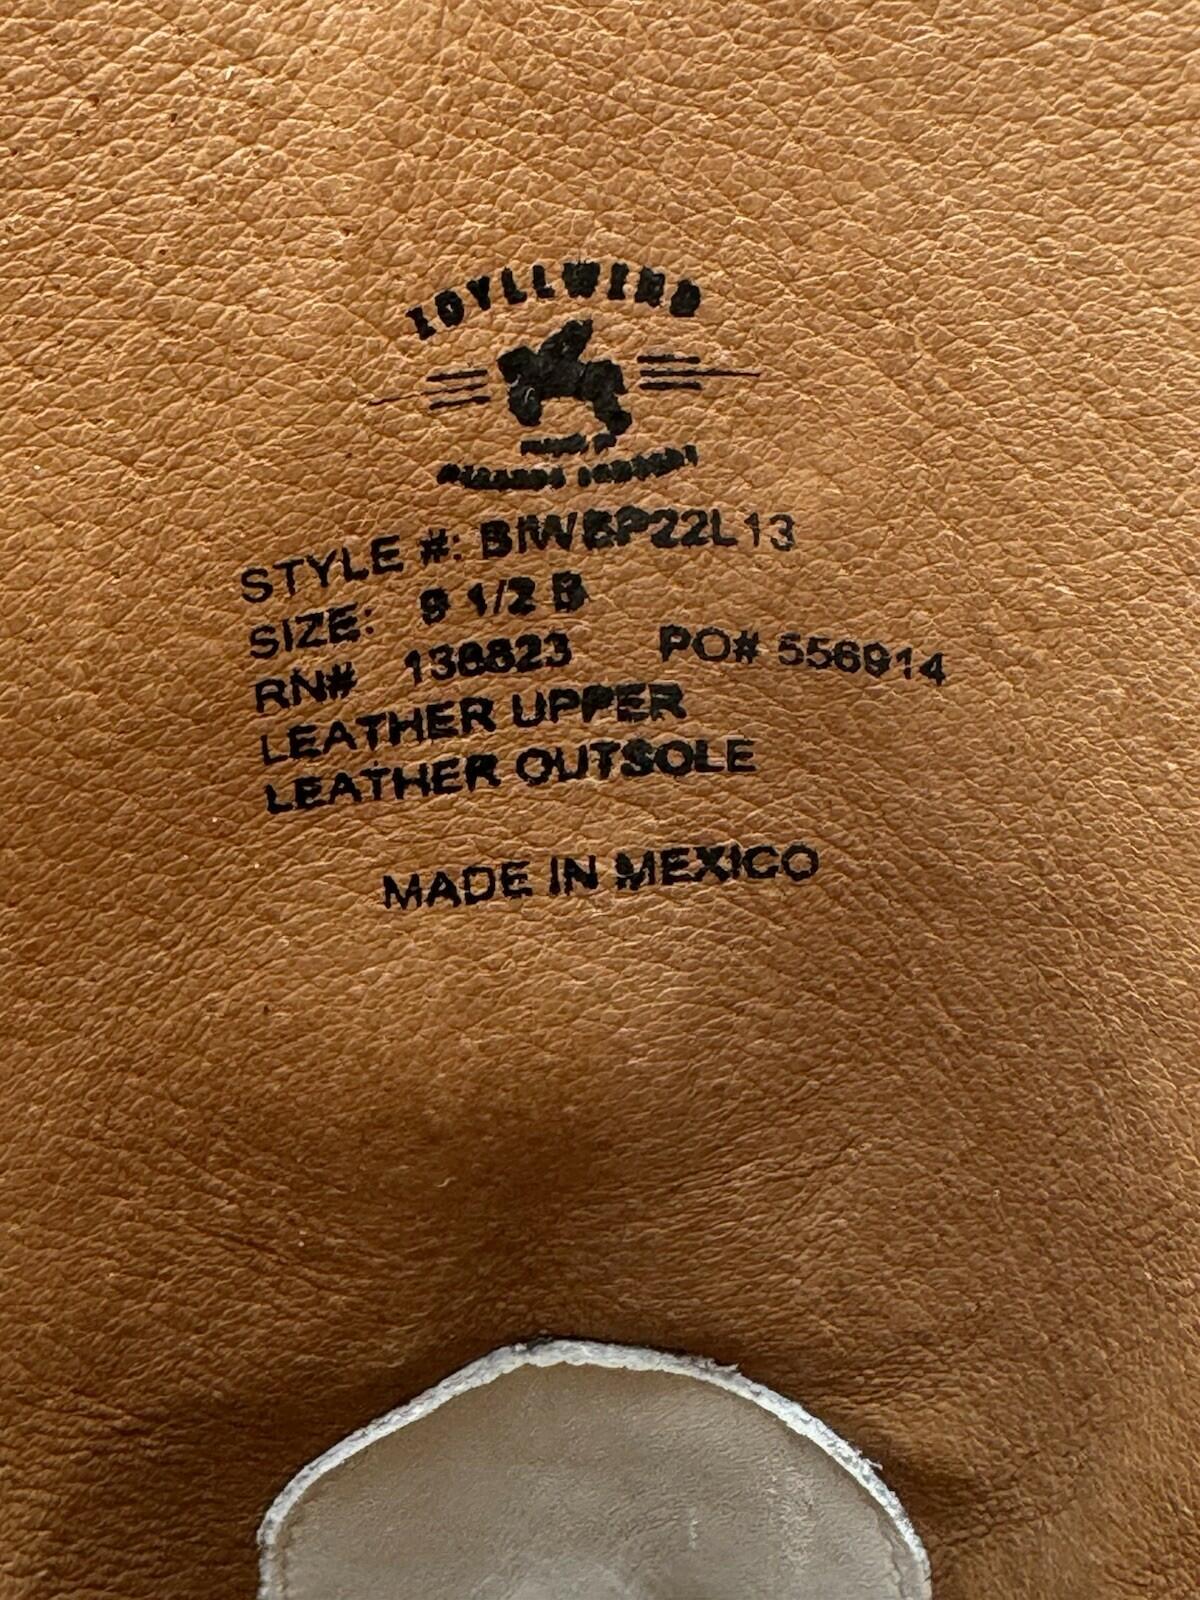 IDYLLWIND
STYLE #: BIWBP22L13
SIZE: 9 1/2 B
RN# 138823 PO# 556914
LEATHER UPPER
LEATHER OUTSOLE
MADE IN MEXICO